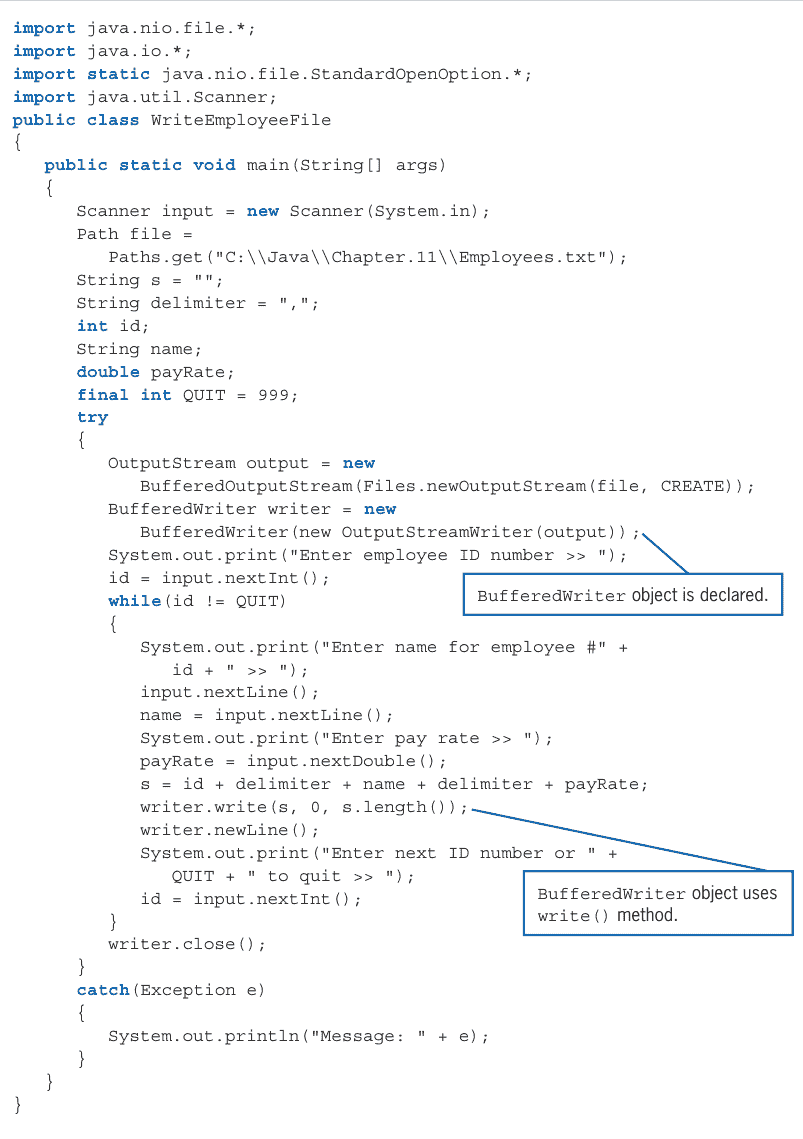 import java.nio.file.*;
import java.io.*;
import static java.nio.file.StandardOpenOption.*;
import java.util.Scanner;
public class WriteEmployeeFile
{
   public static void main(String[] args)
   {
      Scanner input = new Scanner(System.in);
      Path file =
         Paths.get("C:\\Java\\Chapter.11\\Employees.txt");
      String s = "";
      String delimiter = ",";
      int id;
      String name;
      double payRate;
      final int QUIT = 999;
      try
      {
         OutputStream output = new
            BufferedOutputStream(Files.newOutputStream(file, CREATE));
         BufferedWriter writer = new
            BufferedWriter(new OutputStreamWriter(output));
         System.out.print("Enter employee ID number >> ");
         id = input.nextInt();
         while(id != QUIT)
         {
            System.out.print("Enter name for employee #" +
               id + " >> ");
            input.nextLine();
            name = input.nextLine();
            System.out.print("Enter pay rate >> ");
            payRate = input.nextDouble();
            s = id + delimiter + name + delimiter + payRate;
            writer.write(s, 0, s.length());
            writer.newLine();
            System.out.print("Enter next ID number or " +
               QUIT + " to quit >> ");
            id = input.nextInt();
         }
         writer.close();
      }
      catch(Exception e)
      {
         System.out.println("Message: " + e);
      }
   }
}
BufferedWriter object is declared.
BufferedWriter object uses
write() method.